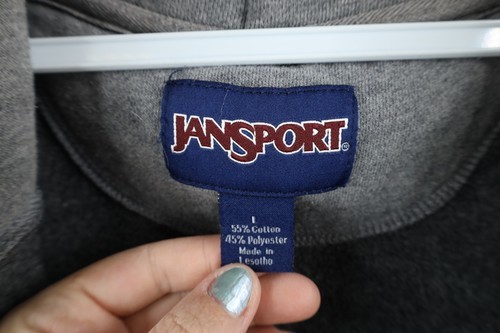 JANSPORT
L
55% Cotton
45% Polyester
Made in
Lesotho